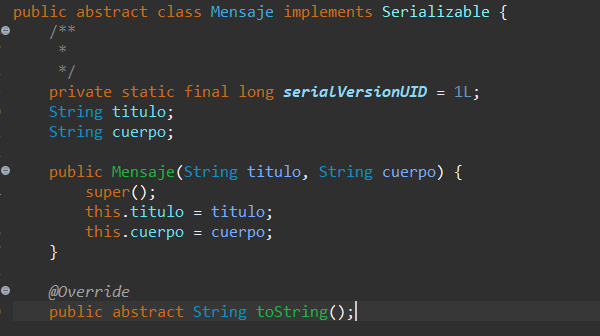 public abstract class Mensaje implements Serializable {
    /**
     *
     */
    private static final long serialVersionUID = 1L;
    String titulo;
    String cuerpo;

    public Mensaje(String titulo, String cuerpo) {
        super();
        this.titulo = titulo;
        this.cuerpo = cuerpo;
    }

    @Override
    public abstract String toString();